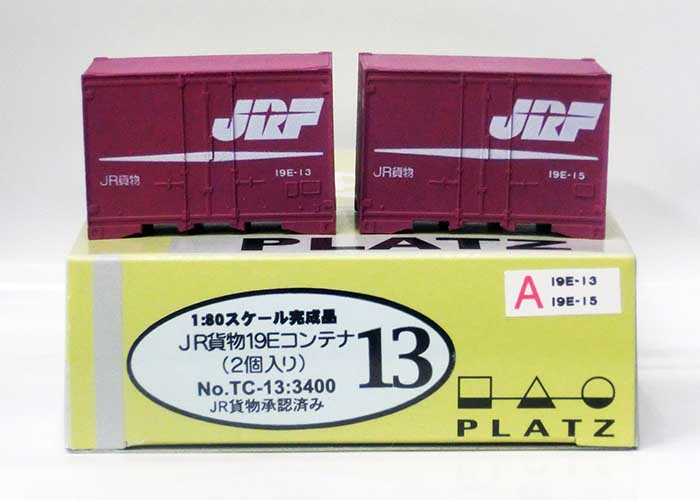 JRF
JR貨物
19E-13
JRF
JR貨物
19E-15
PLATZ
A
19E-13
19E-15
1:80スケール完成品
JR貨物19Eコンテナ
(2個入り)
No.TC-13:3400
JR貨物承認済み
13
PLATZ